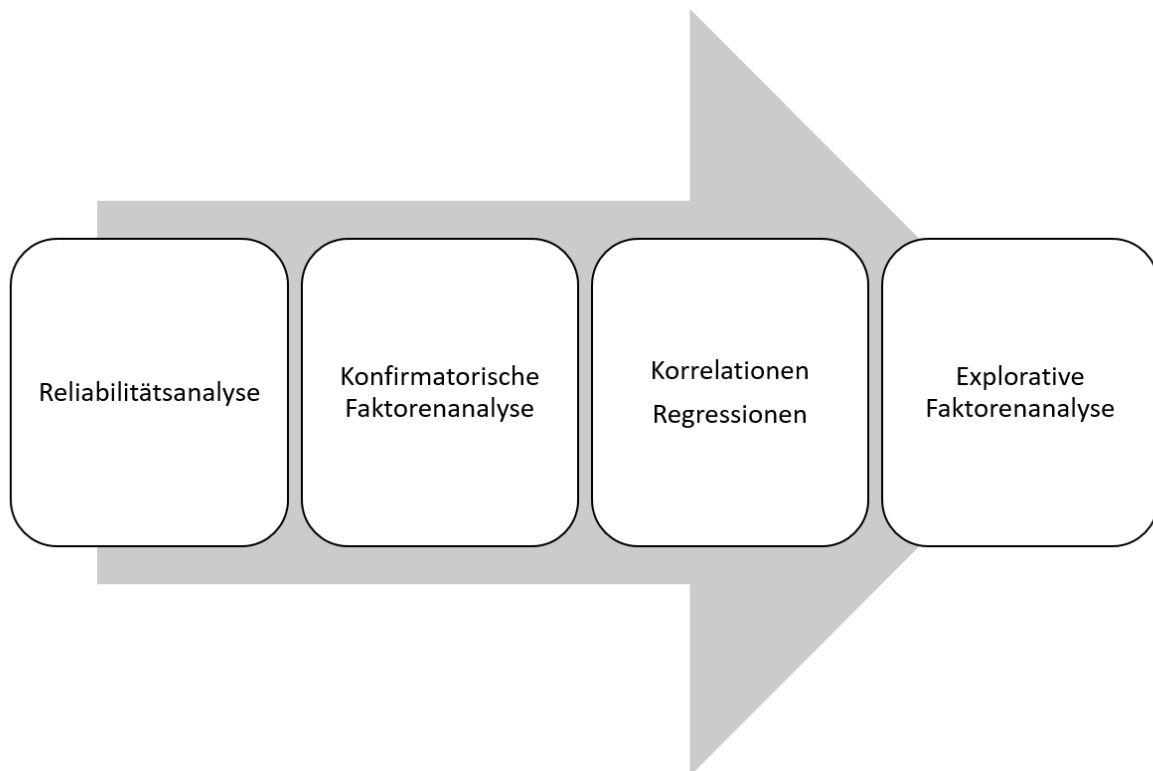 Reliabilitätsanalyse
Konfirmatorische
Faktorenanalyse
Korrelationen
Regressionen
Explorative
Faktorenanalyse